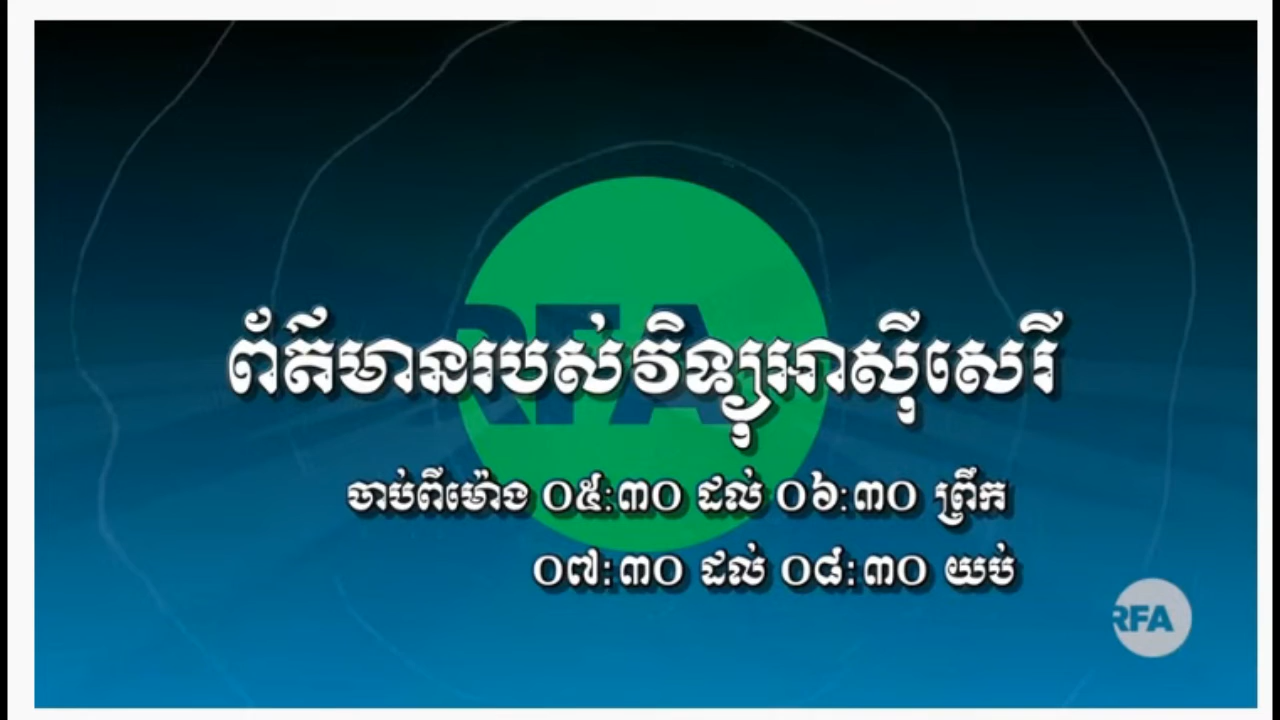 RFA
ព័ត៌មានរបស់វិទ្យុអាស៊ីសេរី
ចាប់ពីម៉ោង ០៥:៣០ ដល់ ០៦:៣០ ព្រឹក
០៧:៣០ ដល់ ០៨:៣០ យប់
RFA